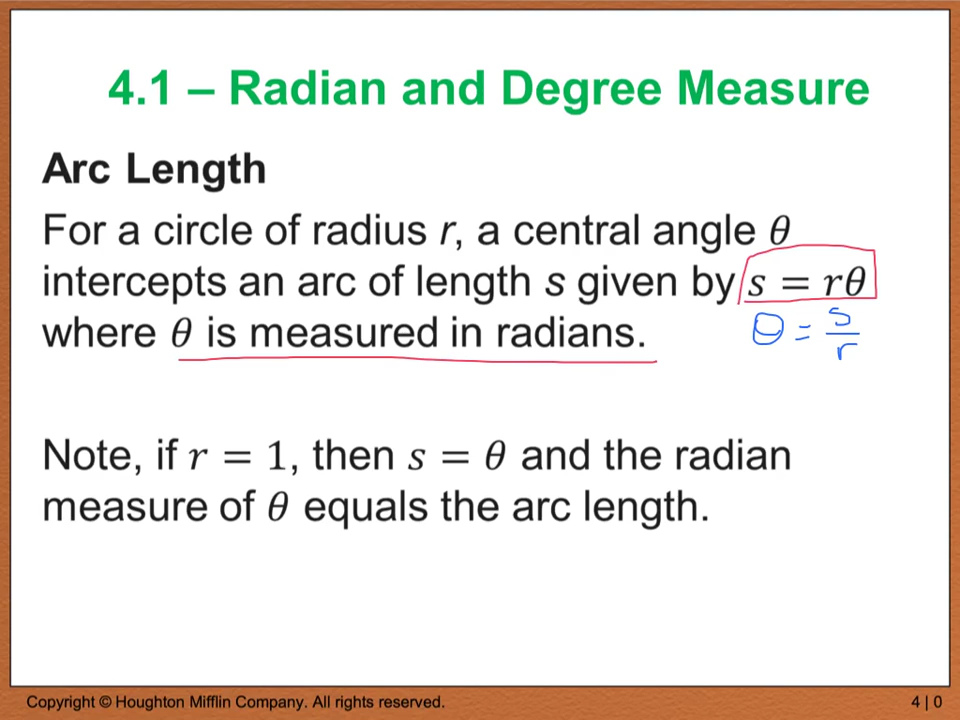 4.1 – Radian and Degree Measure
Arc Length
For a circle of radius r, a central angle θ
intercepts an arc of length s given by s = rθ
where θ is measured in radians.
θ = s/r
Note, if r = 1, then s = θ and the radian
measure of θ equals the arc length.
Copyright © Houghton Mifflin Company. All rights reserved.
4 | 0